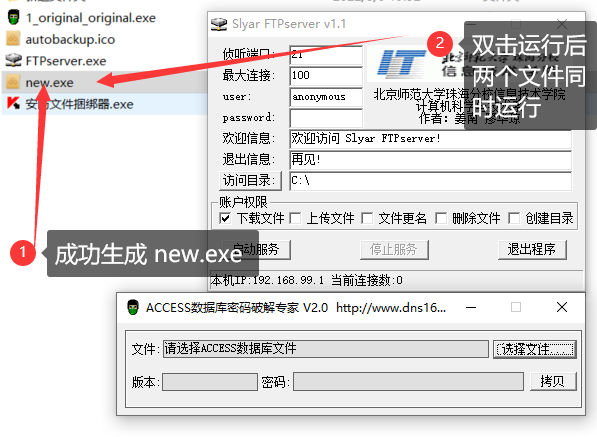 1_original_original.exe
autobackup.ico
FTPserver.exe
new.exe
安防文件捆绑器.exe
1
成功生成 new.exe
Slyar FTPserver v1.1
侦听端口:
21
最大连接:
100
user:
anonymous
password:
欢迎信息:
欢迎访问 Slyar FTPserver!
退出信息:
再见!
访问目录:
C:\
IT
北京师范大学珠海分校信息技术学院
计算机科学
作者:
2
双击运行后
两个文件同
时运行
账户权限
下载文件
上传文件
文件更名
删除文件
创建目录
启动服务
停止服务
退出程序
本机IP:192.168.99.1 当前连接数:0
ACCESS数据库密码破解专家 V2.0 http://www.dns16...
文件:
请选择ACCESS数据库文件
选择文件....
版本:
密码:
拷贝